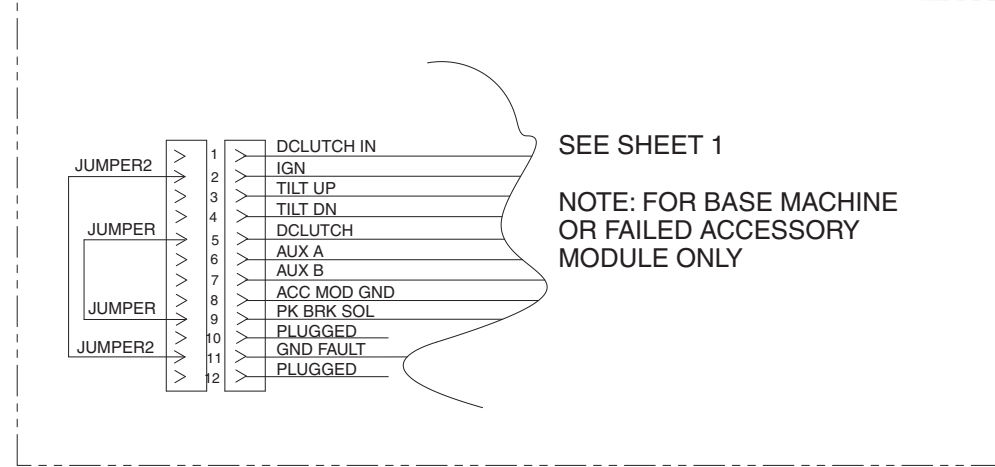 JUMPER2
JUMPER
JUMPER
JUMPER2
1 DCLUTCH IN
2 IGN
3 TILT UP
4 TILT DN
5 DCLUTCH
6 AUX A
7 AUX B
8 ACC MOD GND
9 PK BRK SOL
10 PLUGGED
11 GND FAULT
12 PLUGGED
SEE SHEET 1
NOTE: FOR BASE MACHINE
OR FAILED ACCESSORY
MODULE ONLY